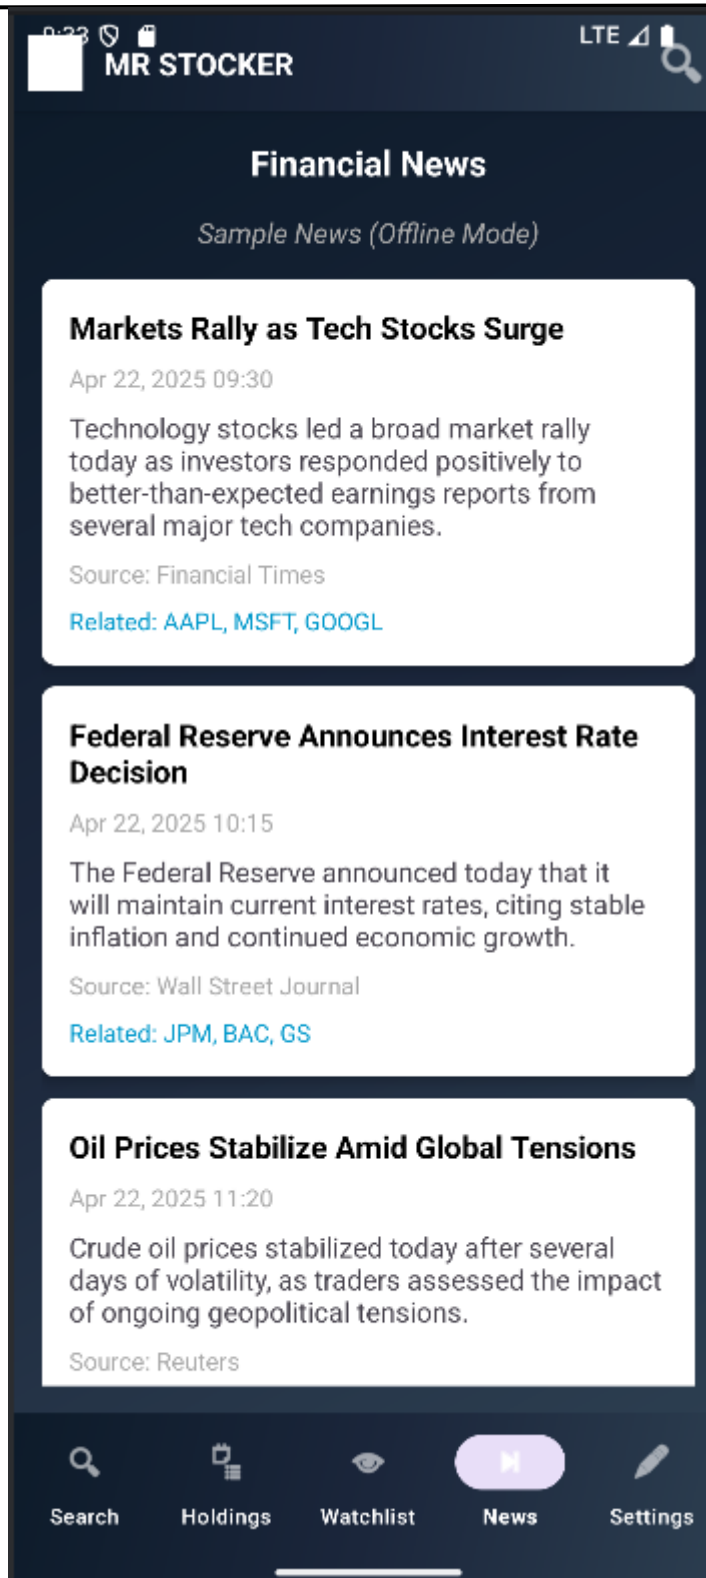 LTE
MR STOCKER
Financial News
Sample News (Offline Mode)
Markets Rally as Tech Stocks Surge
Apr 22, 2025 09:30
Technology stocks led a broad market rally
today as investors responded positively to
better-than-expected earnings reports from
several major tech companies.
Source: Financial Times
Related: AAPL, MSFT, GOOGL
Federal Reserve Announces Interest Rate
Decision
Apr 22, 2025 10:15
The Federal Reserve announced today that it
will maintain current interest rates, citing stable
inflation and continued economic growth.
Source: Wall Street Journal
Related: JPM, BAC, GS
Oil Prices Stabilize Amid Global Tensions
Apr 22, 2025 11:20
Crude oil prices stabilized today after several
days of volatility, as traders assessed the impact
of ongoing geopolitical tensions.
Source: Reuters
Search Holdings Watchlist News Settings